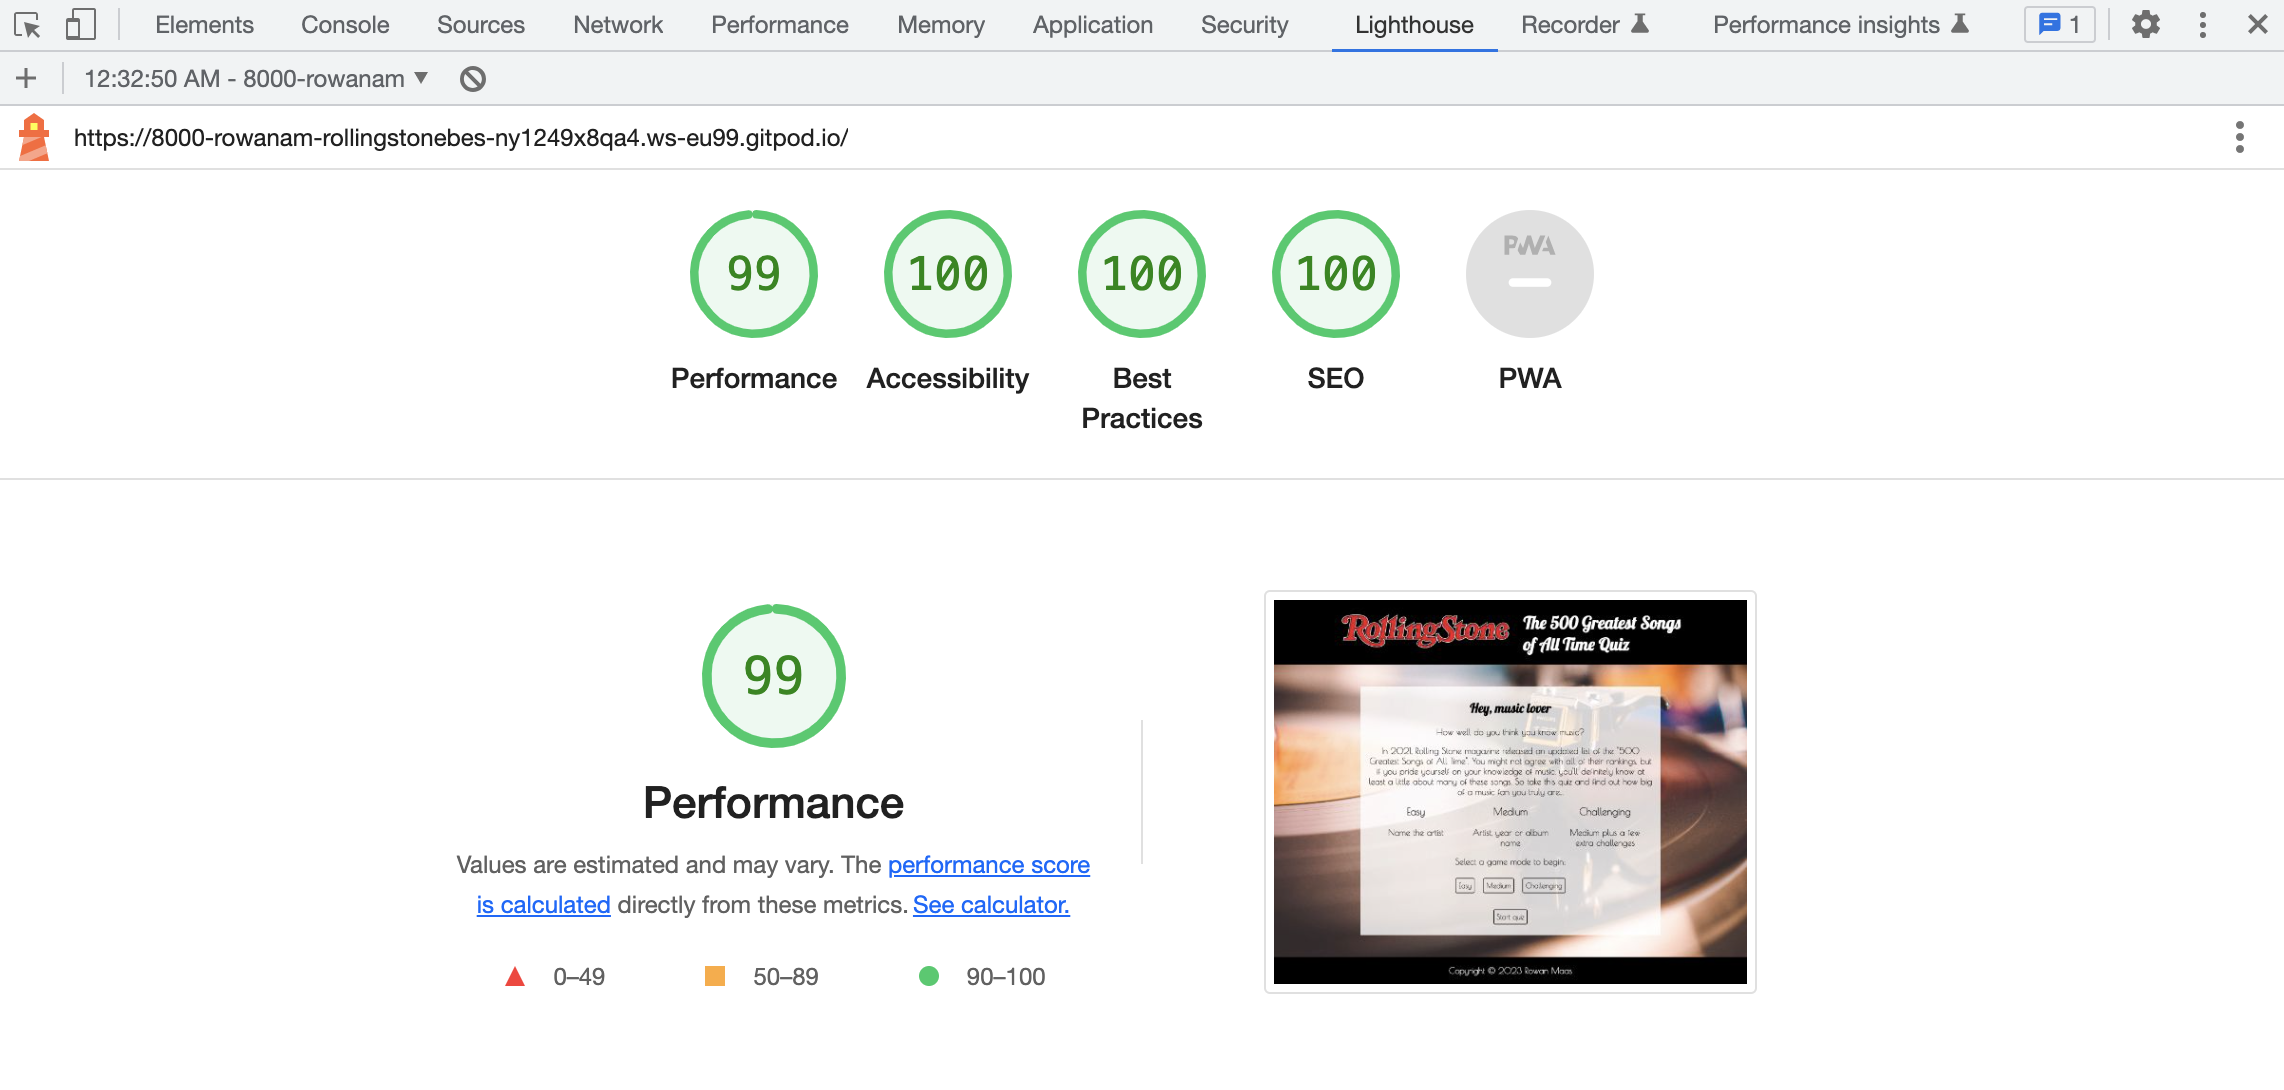 Elements Console Sources Network Performance Memory Application Security Lighthouse Recorder Performance insights 1
12:32:50 AM - 8000-rowanam
https://8000-rowanam-rollingstonebes-ny1249x8qa4.ws-eu99.gitpod.io/
99 100 100 100 PWA
Performance Accessibility Best Practices SEO PWA
99
Performance
Values are estimated and may vary. The performance score
is calculated directly from these metrics. See calculator.
0–49 50–89 90–100
RollingStone
The 500 Greatest Songs
of All Time Quiz
Hey, music lover
How well do you think you know music?
In 2021, Rolling Stone magazine released an updated list of the "500
Greatest Songs of All Time". You might not agree with all of their rankings, but
if you pride yourself on your knowledge of music, you'll definitely know at
least a little about many of these songs. So take this quiz and find out how big
of a music fan you truly are...
Easy Medium Challenging
Name the artist
Artist, year or album
name
Medium plus a few
extra challenges
Select a game mode to begin:
Easy Medium Challenging
Start quiz
Copyright © 2023 Rowan Maas